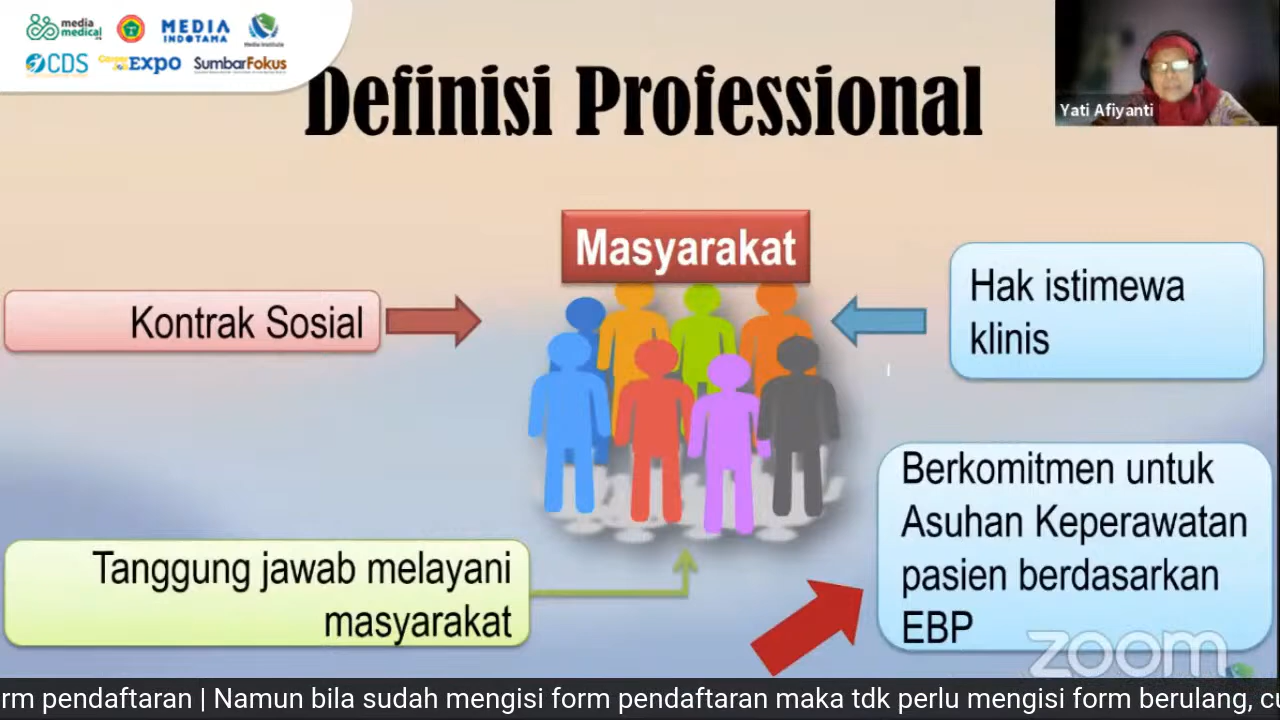 media
medical
MEDIA
INDOTAMA
Media Institute
CDS
EXPO
SumbarFokus
Definisi Professional
Yati Afiyanti
Masyarakat
Kontrak Sosial
Hak istimewa
klinis
Berkomitmen untuk
Asuhan Keperawatan
pasien berdasarkan
EBP
Tanggung jawab melayani
masyarakat
zoom
rm pendaftaran | Namun bila sudah mengisi form pendaftaran maka tdk perlu mengisi form berulang, cu